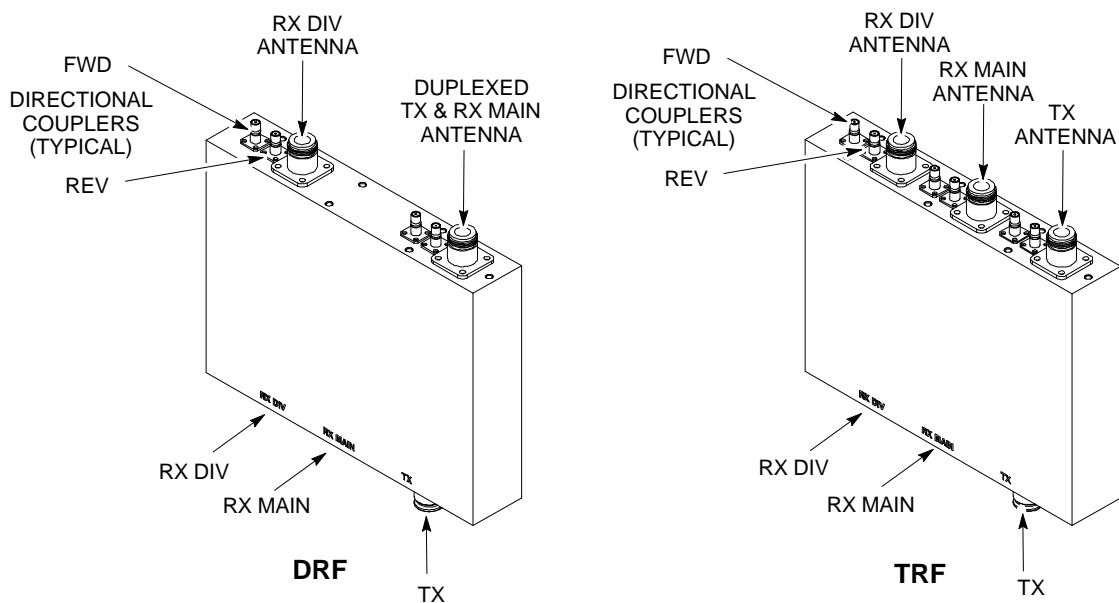 RX DIV
ANTENNA
FWD
DIRECTIONAL
COUPLERS
(TYPICAL)
REV
DUPLEXED
TX & RX MAIN
ANTENNA
RX DIV
RX MAIN
TX
RX DIV
RX MAIN
TX
DRF
RX DIV
ANTENNA
FWD
RX MAIN
ANTENNA
TX
ANTENNA
DIRECTIONAL
COUPLERS
(TYPICAL)
REV
RX DIV
RX MAIN
TX
RX DIV
RX MAIN
TX
TRF